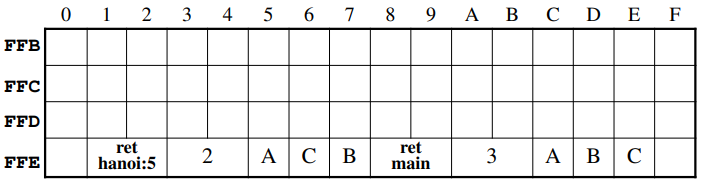 0 1 2 3 4 5 6 7 8 9 A B C D E F
FFB
FFC
FFD
FFE ret hanoi:5 2 A C B ret main 3 A B C